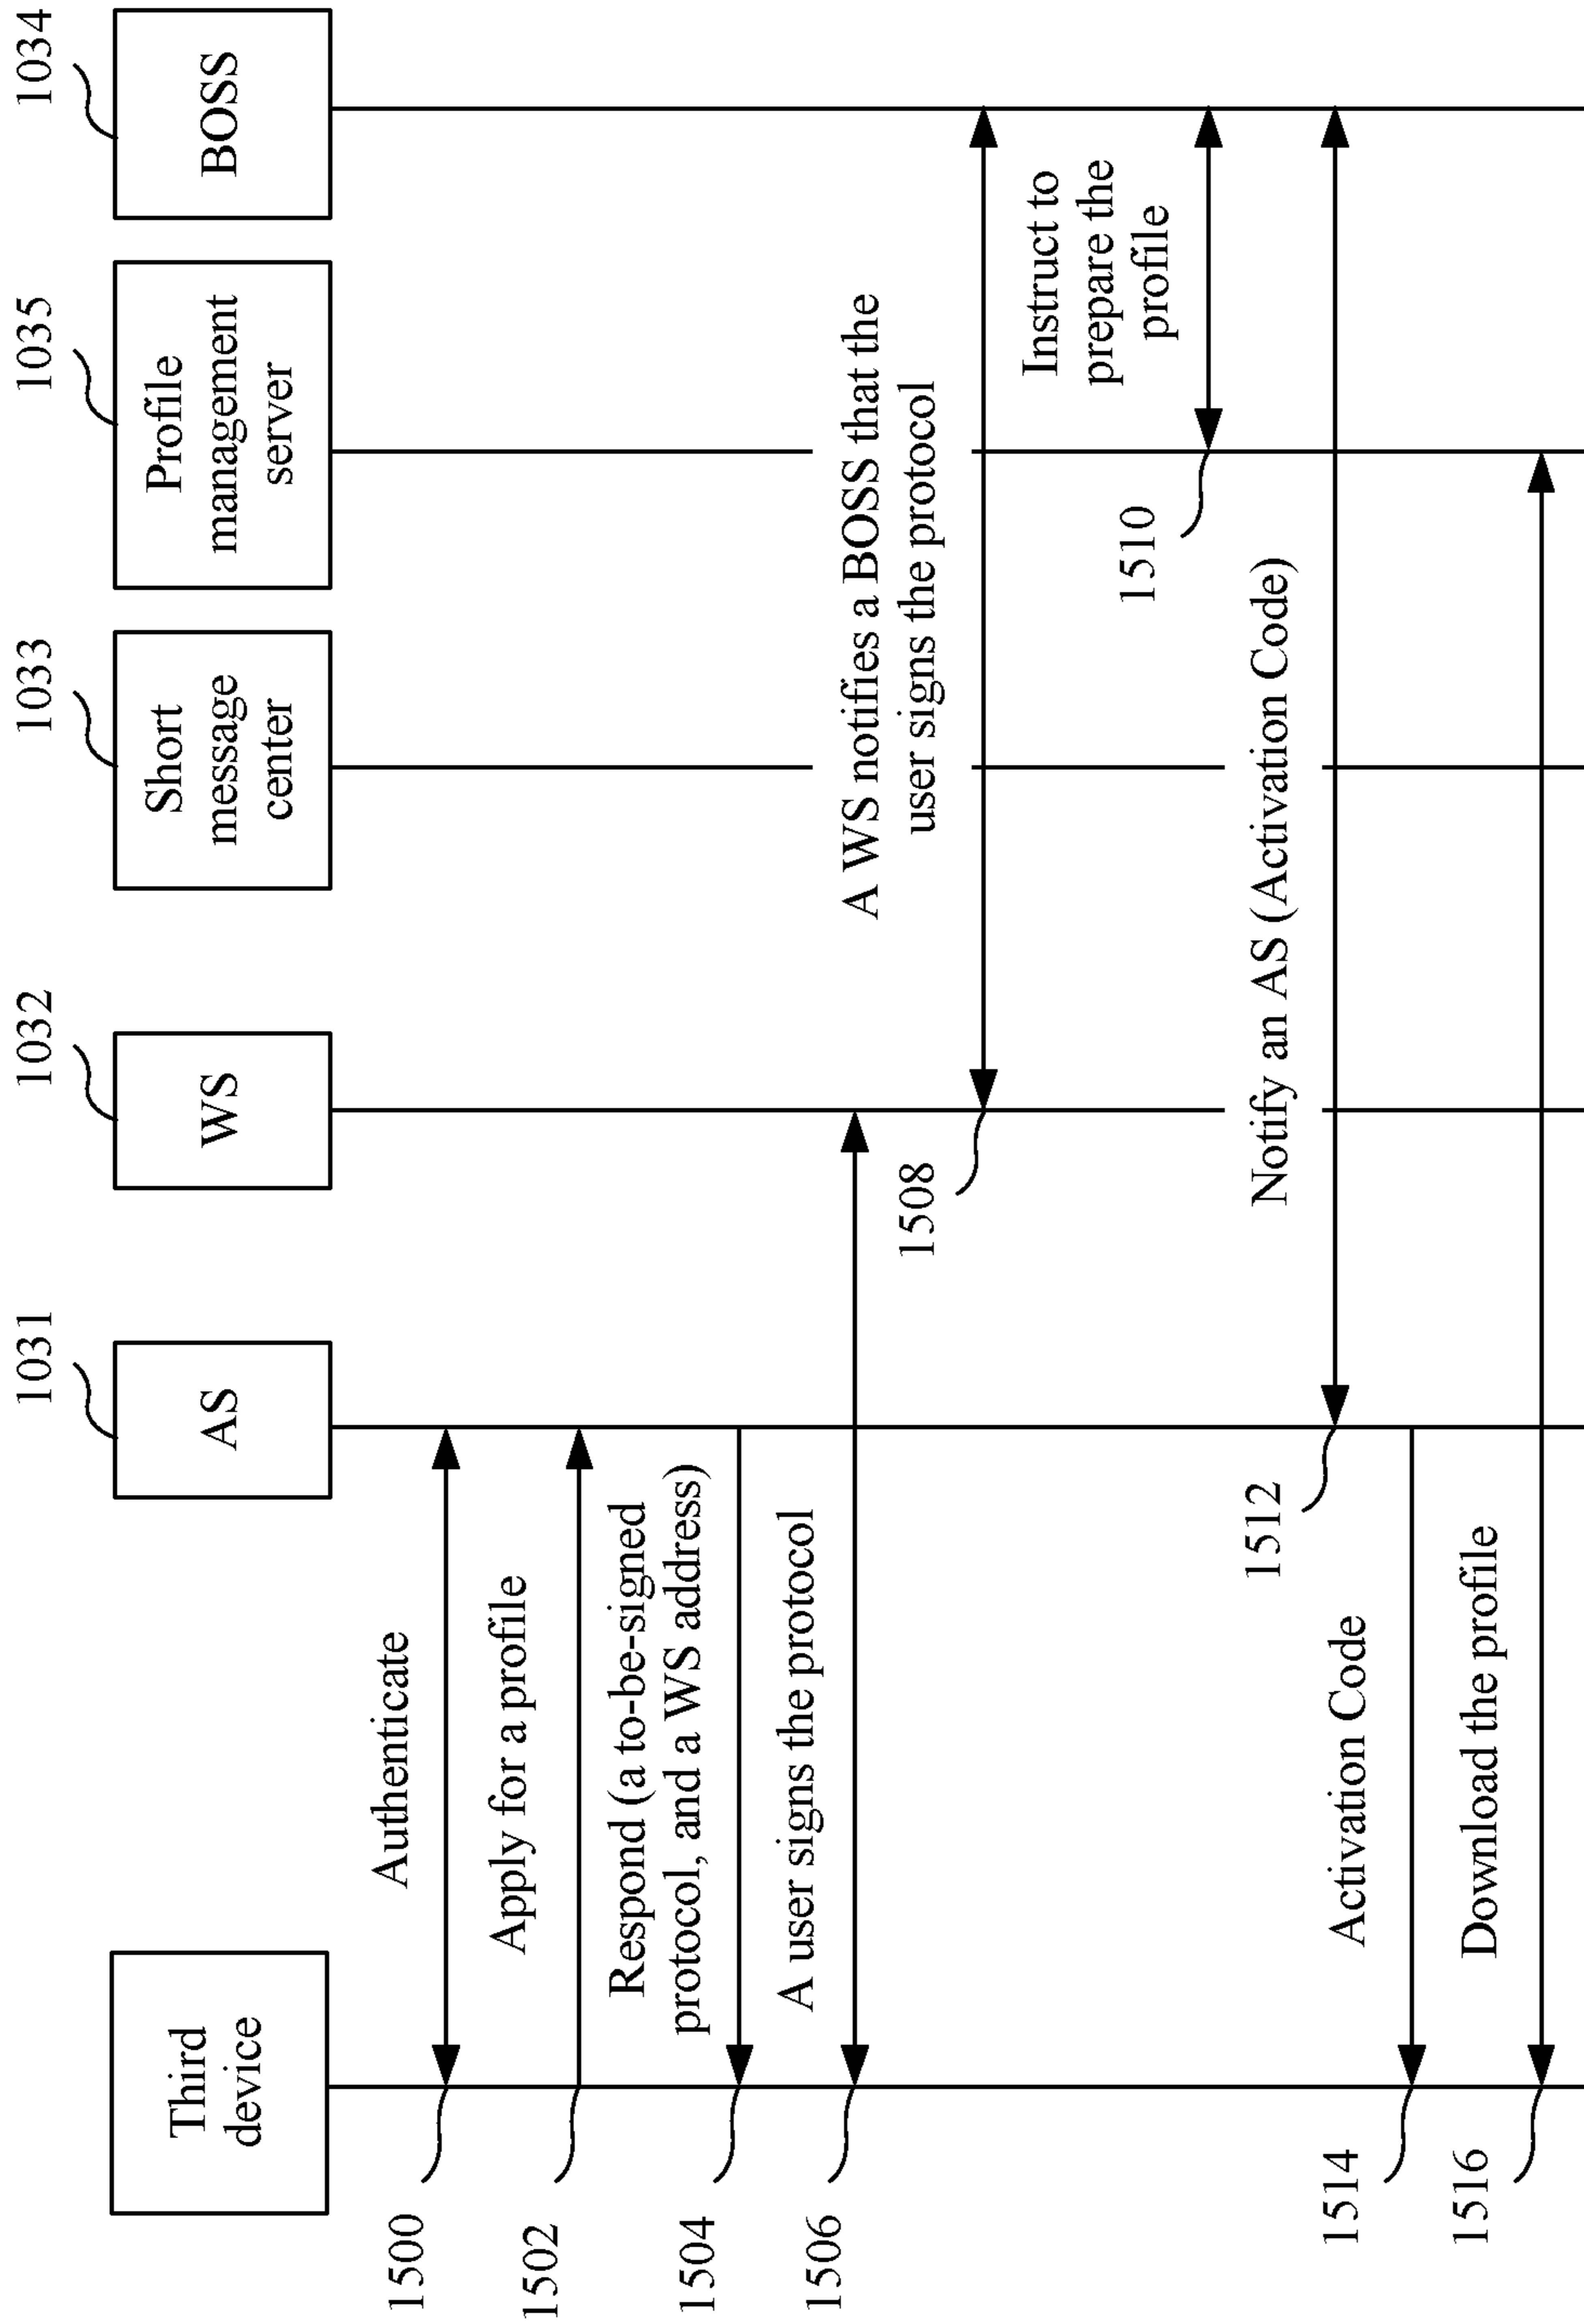 1031
1032
1033
1035
1034
Third
device
AS
WS
Short
message
center
Profile
management
server
BOSS
Authenticate
1500
Apply for a profile
1502
Respond (a to-be-signed
protocol, and a WS address)
1504
A user signs the protocol
1506
A WS notifies a BOSS that the
user signs the protocol
1508
Instruct to
prepare the
profile
1510
Notify an AS (Activation Code)
1512
Activation Code
1514
Download the profile
1516